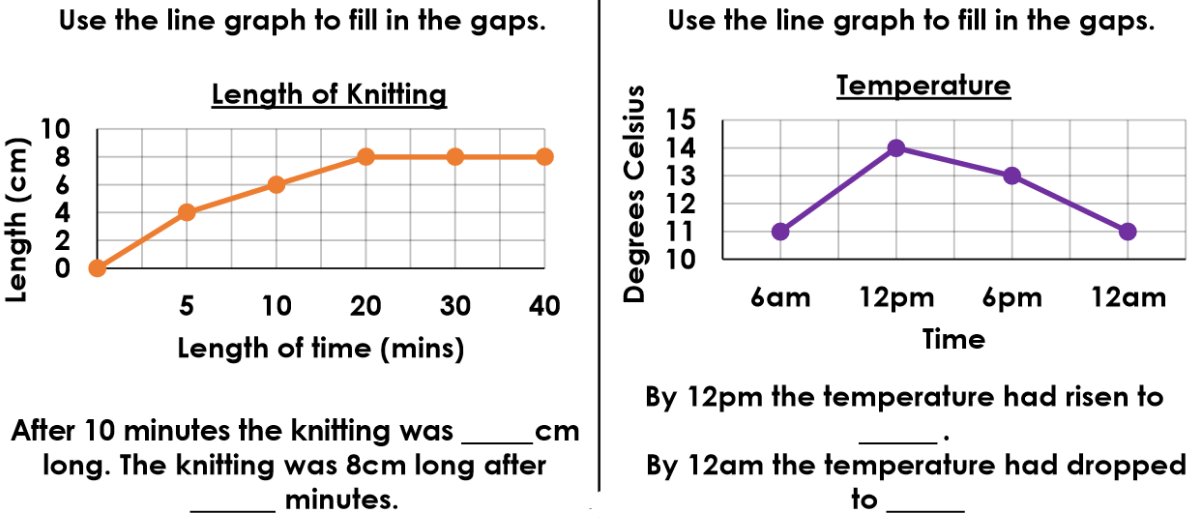 Use the line graph to fill in the gaps.
Length of Knitting
Length (cm)
10
8
6
4
2
0
5 10 20 30 40
Length of time (mins)
After 10 minutes the knitting was _____cm
long. The knitting was 8cm long after
______ minutes.
Use the line graph to fill in the gaps.
Temperature
Degrees Celsius
15
14
13
12
11
10
6am 12pm 6pm 12am
Time
By 12pm the temperature had risen to
______.
By 12am the temperature had dropped
to ______